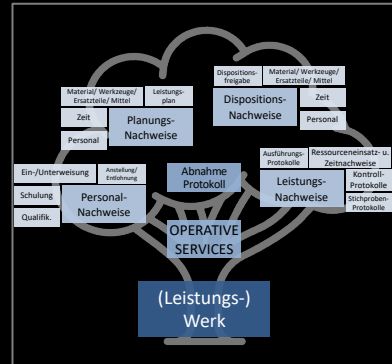 Dispositions-
freigabe
Material/ Werkzeuge/
Ersatzteile/ Mittel
Dispositions-
Nachweise
Zeit
Personal
Material/ Werkzeuge/
Ersatzteile/ Mittel
Leistungs-
plan
Zeit
Planungs-
Nachweise
Personal
Ein-/Unterweisung
Anstellung/
Entlohnung
Schulung
Personal-
Nachweise
Qualifik.
Abnahme
Protokoll
Ausführungs-
Protokolle
Ressourceneinsatz- u.
Zeitnachweise
Leistungs-
Nachweise
Kontroll-
Protokolle
Stichproben-
Protokolle
OPERATIVE
SERVICES
(Leistungs-)
Werk